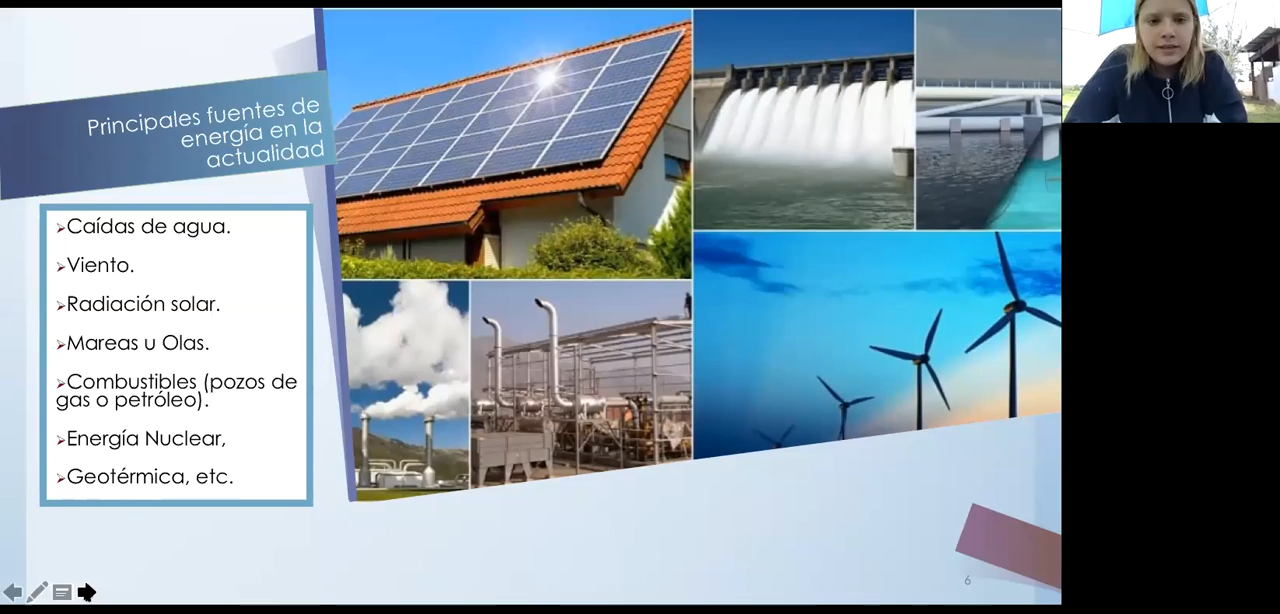 Principales fuentes de
energía en la
actualidad
➢Caídas de agua.
➢Viento.
➢Radiación solar.
➢Mareas u Olas.
➢Combustibles (pozos de
gas o petróleo).
➢Energía Nuclear,
➢Geotérmica, etc.
6